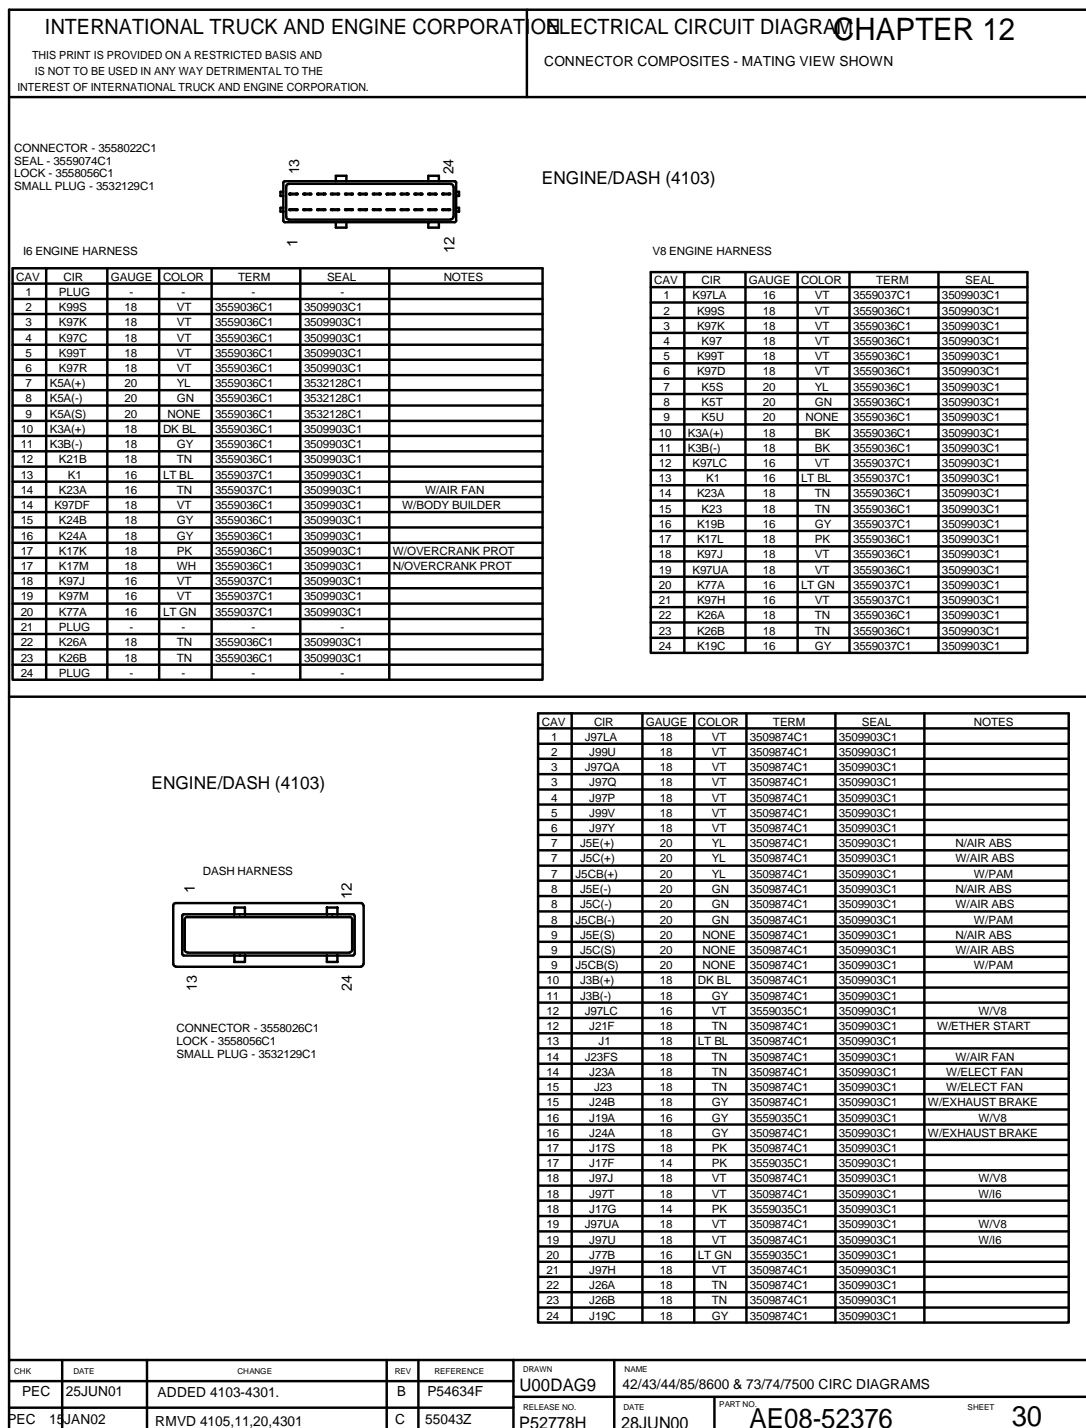 INTERNATIONAL TRUCK AND ENGINE CORPORATION
THIS PRINT IS PROVIDED ON A RESTRICTED BASIS AND
IS NOT TO BE USED IN ANY WAY DETRIMENTAL TO THE
INTEREST OF INTERNATIONAL TRUCK AND ENGINE CORPORATION.
ELECTRICAL CIRCUIT DIAGRAM
CHAPTER 12
CONNECTOR COMPOSITES - MATING VIEW SHOWN
CONNECTOR - 3558022C1
SEAL - 3559074C1
LOCK - 3558056C1
SMALL PLUG - 3532129C1
13 24
1 12
ENGINE/DASH (4103)
I6 ENGINE HARNESS
CAV CIR GAUGE COLOR TERM SEAL NOTES
1 PLUG - - - -
2 K99S 18 VT 3559036C1 3509903C1
3 K97K 18 VT 3559036C1 3509903C1
4 K97C 18 VT 3559036C1 3509903C1
5 K99T 18 VT 3559036C1 3509903C1
6 K97R 18 VT 3559036C1 3509903C1
7 K5A(+) 20 YL 3559036C1 3532128C1
8 K5A(-) 20 GN 3559036C1 3532128C1
9 K5A(S) 20 NONE 3559036C1 3532128C1
10 K3A(+) 18 DK BL 3559036C1 3509903C1
11 K3B(-) 18 GY 3559036C1 3509903C1
12 K21B 18 TN 3559036C1 3509903C1
13 K1 16 LT BL 3559037C1 3509903C1
14 K23A 16 TN 3559037C1 3509903C1 W/AIR FAN
14 K97DF 18 VT 3559036C1 3509903C1 W/BODY BUILDER
15 K24B 18 GY 3559036C1 3509903C1
16 K24A 18 GY 3559036C1 3509903C1
17 K17K 18 PK 3559036C1 3509903C1 W/OVERCRANK PROT
17 K17M 18 WH 3559036C1 3509903C1 N/OVERCRANK PROT
18 K97J 16 VT 3559037C1 3509903C1
19 K97M 16 VT 3559037C1 3509903C1
20 K77A 16 LT GN 3559037C1 3509903C1
21 PLUG - - - -
22 K26A 18 TN 3559036C1 3509903C1
23 K26B 18 TN 3559036C1 3509903C1
24 PLUG - - - -
V8 ENGINE HARNESS
CAV CIR GAUGE COLOR TERM SEAL
1 K97LA 16 VT 3559037C1 3509903C1
2 K99S 18 VT 3559036C1 3509903C1
3 K97K 18 VT 3559036C1 3509903C1
4 K97 18 VT 3559036C1 3509903C1
5 K99T 18 VT 3559036C1 3509903C1
6 K97D 18 VT 3559036C1 3509903C1
7 K5S 20 YL 3559036C1 3509903C1
8 K5T 20 GN 3559036C1 3509903C1
9 K5U 20 NONE 3559036C1 3509903C1
10 K3A(+) 18 BK 3559036C1 3509903C1
11 K3B(-) 18 BK 3559036C1 3509903C1
12 K97LC 16 VT 3559037C1 3509903C1
13 K1 16 LT BL 3559037C1 3509903C1
14 K23A 18 TN 3559036C1 3509903C1
15 K23 18 TN 3559036C1 3509903C1
16 K19B 16 GY 3559037C1 3509903C1
17 K17L 18 PK 3559036C1 3509903C1
18 K97J 18 VT 3559036C1 3509903C1
19 K97UA 18 VT 3559036C1 3509903C1
20 K77A 16 LT GN 3559037C1 3509903C1
21 K97H 16 VT 3559037C1 3509903C1
22 K26A 18 TN 3559036C1 3509903C1
23 K26B 18 TN 3559036C1 3509903C1
24 K19C 16 GY 3559037C1 3509903C1
ENGINE/DASH (4103)
DASH HARNESS
1 12
13 24
CONNECTOR - 3558026C1
LOCK - 3558056C1
SMALL PLUG - 3532129C1
CAV CIR GAUGE COLOR TERM SEAL NOTES
1 J97LA 18 VT 3509874C1 3509903C1
2 J99U 18 VT 3509874C1 3509903C1
3 J97QA 18 VT 3509874C1 3509903C1
3 J97Q 18 VT 3509874C1 3509903C1
4 J97P 18 VT 3509874C1 3509903C1
5 J99V 18 VT 3509874C1 3509903C1
6 J97Y 18 VT 3509874C1 3509903C1
7 J5E(+) 20 YL 3509874C1 3509903C1 N/AIR ABS
7 J5C(+) 20 YL 3509874C1 3509903C1 W/AIR ABS
7 J5CB(+) 20 YL 3509874C1 3509903C1 W/PAM
8 J5E(-) 20 GN 3509874C1 3509903C1 N/AIR ABS
8 J5C(-) 20 GN 3509874C1 3509903C1 W/AIR ABS
8 J5CB(-) 20 GN 3509874C1 3509903C1 W/PAM
9 J5E(S) 20 NONE 3509874C1 3509903C1 N/AIR ABS
9 J5C(S) 20 NONE 3509874C1 3509903C1 W/AIR ABS
9 J5CB(S) 20 NONE 3509874C1 3509903C1 W/PAM
10 J3B(+) 18 DK BL 3509874C1 3509903C1
11 J3B(-) 18 GY 3509874C1 3509903C1
12 J97LC 16 VT 3559035C1 3509903C1 W/V8
12 J21F 18 TN 3509874C1 3509903C1 W/ETHER START
13 J1 18 LT BL 3509874C1 3509903C1
14 J23FS 18 TN 3509874C1 3509903C1 W/AIR FAN
14 J23A 18 TN 3509874C1 3509903C1 W/ELECT FAN
15 J23 18 TN 3509874C1 3509903C1 W/ELECT FAN
15 J24B 18 GY 3509874C1 3509903C1 W/EXHAUST BRAKE
16 J19A 16 GY 3559035C1 3509903C1 W/V8
16 J24A 18 GY 3509874C1 3509903C1 W/EXHAUST BRAKE
17 J17S 18 PK 3509874C1 3509903C1
17 J17F 14 PK 3559035C1 3509903C1
18 J97J 18 VT 3509874C1 3509903C1 W/V8
18 J97T 18 VT 3509874C1 3509903C1 W/I6
18 J17G 14 PK 3559035C1 3509903C1
19 J97UA 18 VT 3509874C1 3509903C1 W/V8
19 J97U 18 VT 3509874C1 3509903C1 W/I6
20 J77B 16 LT GN 3559035C1 3509903C1
21 J97H 18 VT 3509874C1 3509903C1
22 J26A 18 TN 3509874C1 3509903C1
23 J26B 18 TN 3509874C1 3509903C1
24 J19C 18 GY 3509874C1 3509903C1
CHK DATE CHANGE REV REFERENCE
PEC 25JUN01 ADDED 4103-4301. B P54634F
PEC 15JAN02 RMVD 4105,11,20,4301 C 55043Z
DRAWN
U00DAG9
NAME
42/43/44/85/8600 & 73/74/7500 CIRC DIAGRAMS
RELEASE NO.
P52778H
DATE
28JUN00
PART NO.
AE08-52376
SHEET 30